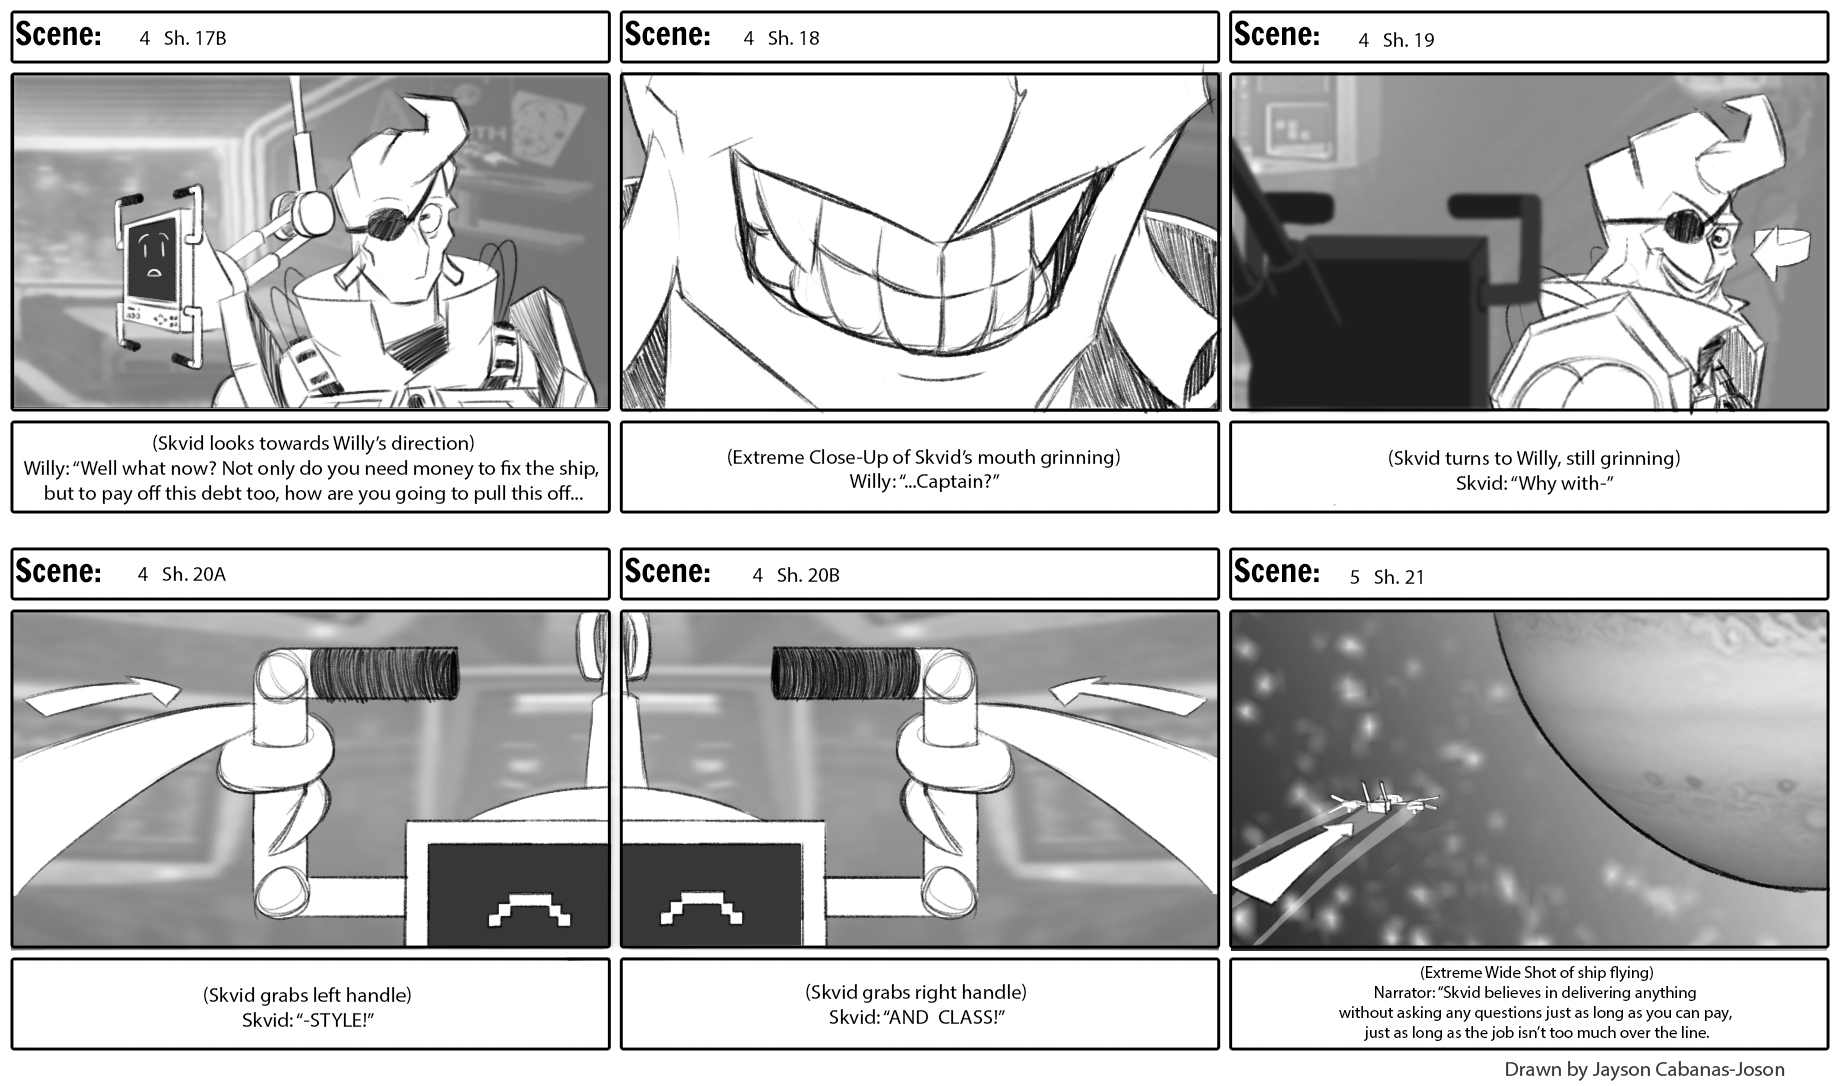 Scene: 4 Sh. 17B
Scene: 4 Sh. 18
Scene: 4 Sh. 19
(Skvid looks towards Willy's direction)
Willy: “Well what now? Not only do you need money to fix the ship,
but to pay off this debt too, how are you going to pull this off...
(Extreme Close-Up of Skvid's mouth grinning)
Willy: “...Captain?”
(Skvid turns to Willy, still grinning)
Skvid: “Why with-”
Scene: 4 Sh. 20A
Scene: 4 Sh. 20B
Scene: 5 Sh. 21
(Skvid grabs left handle)
Skvid: “-STYLE!”
(Skvid grabs right handle)
Skvid: “AND CLASS!”
(Extreme Wide Shot of ship flying)
Narrator: “Skvid believes in delivering anything
without asking any questions just as long as you can pay,
just as long as the job isn't too much over the line.
Drawn by Jayson Cabanas-Joson